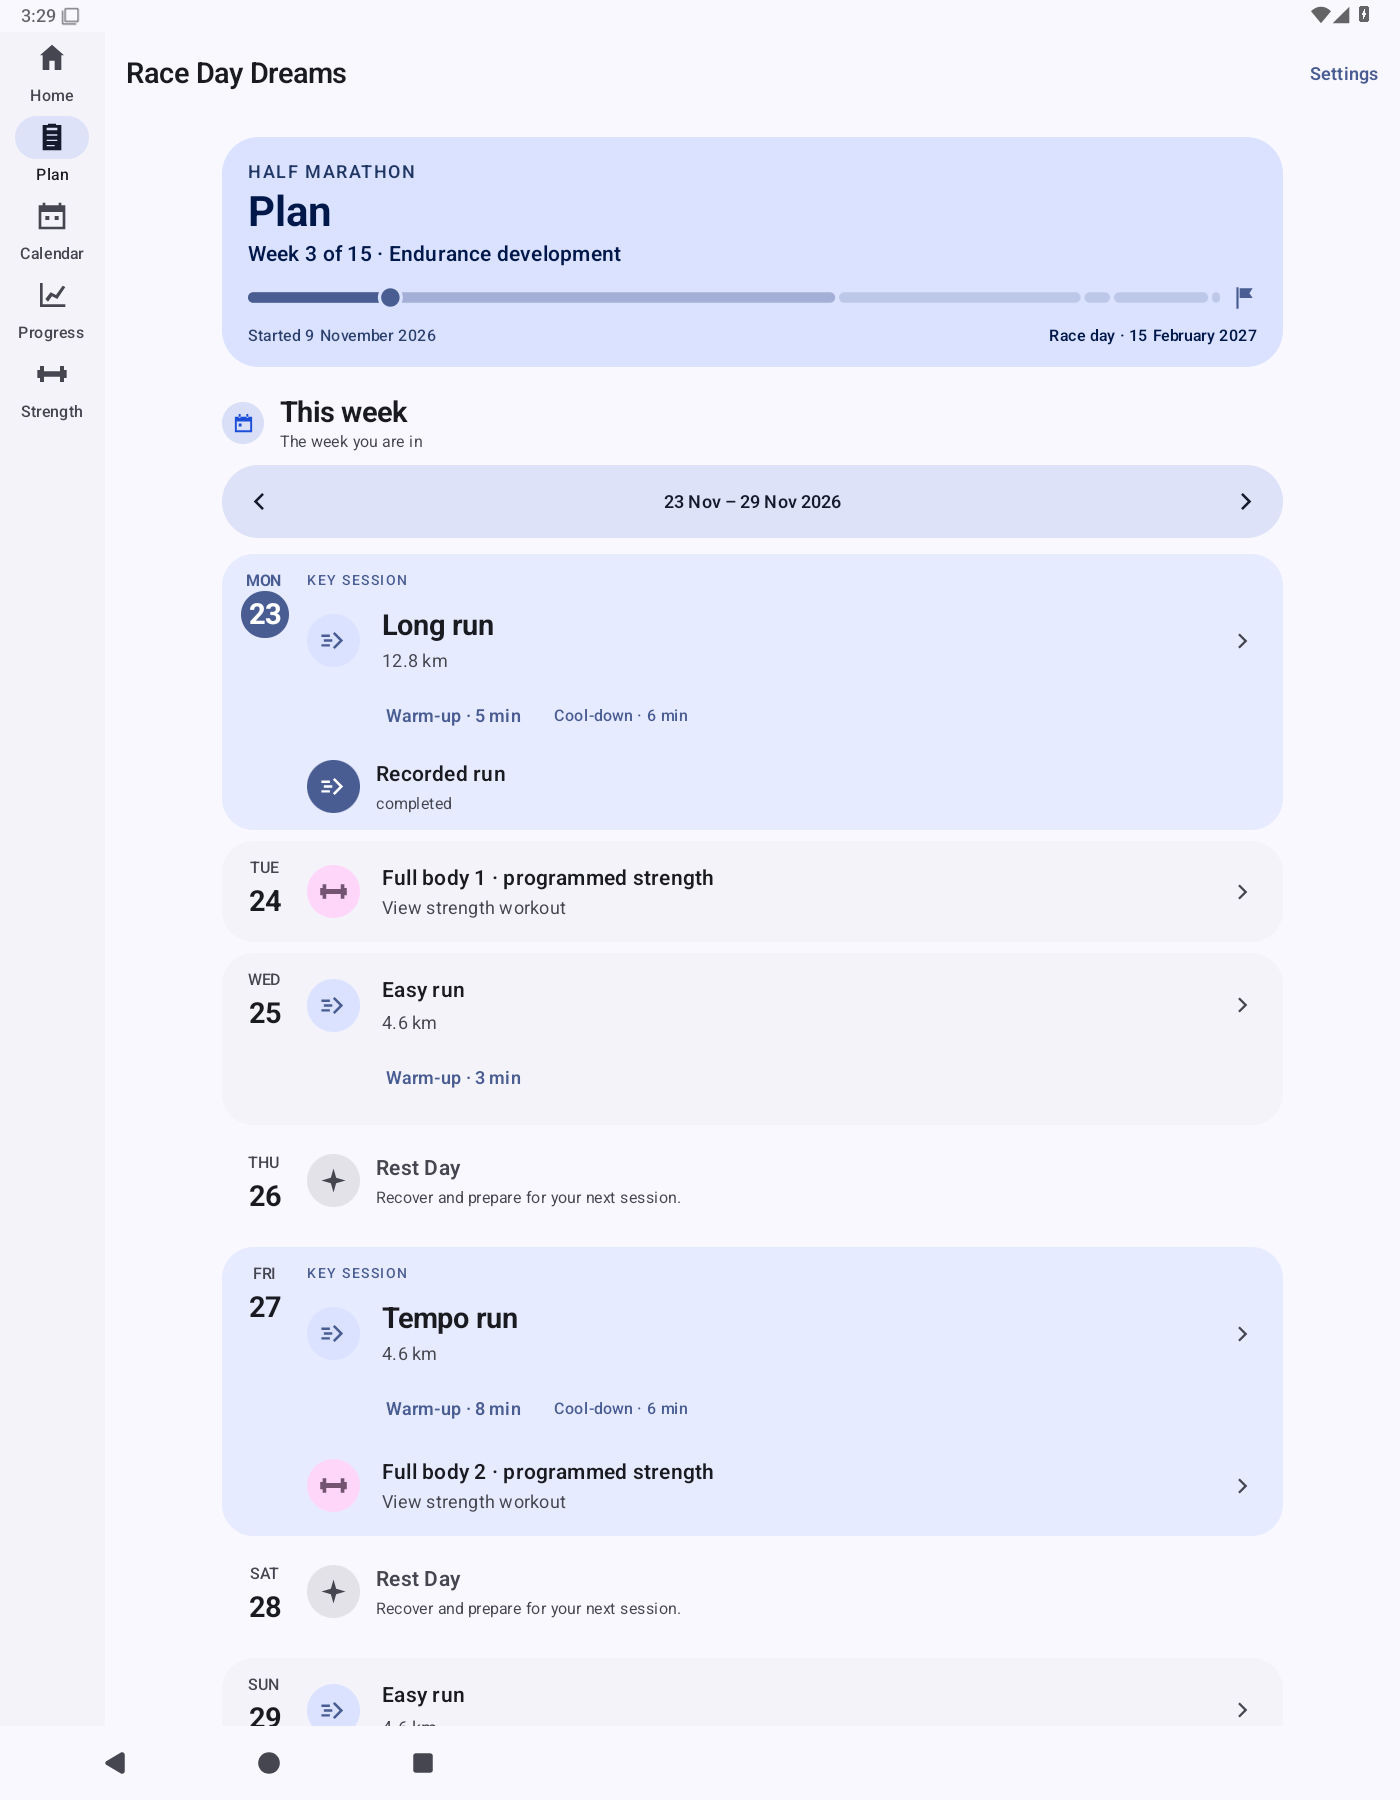 3:29
Race Day Dreams
Settings
Home
Plan
Calendar
Progress
Strength
HALF MARATHON
Plan
Week 3 of 15 · Endurance development
Started 9 November 2026
Race day · 15 February 2027
This week
The week you are in
23 Nov – 29 Nov 2026
MON
23
KEY SESSION
Long run
12.8 km
Warm-up · 5 min
Cool-down · 6 min
Recorded run
completed
TUE
24
Full body 1 · programmed strength
View strength workout
WED
25
Easy run
4.6 km
Warm-up · 3 min
THU
26
Rest Day
Recover and prepare for your next session.
FRI
27
KEY SESSION
Tempo run
4.6 km
Warm-up · 8 min
Cool-down · 6 min
Full body 2 · programmed strength
View strength workout
SAT
28
Rest Day
Recover and prepare for your next session.
SUN
29
Easy run
4.6 km